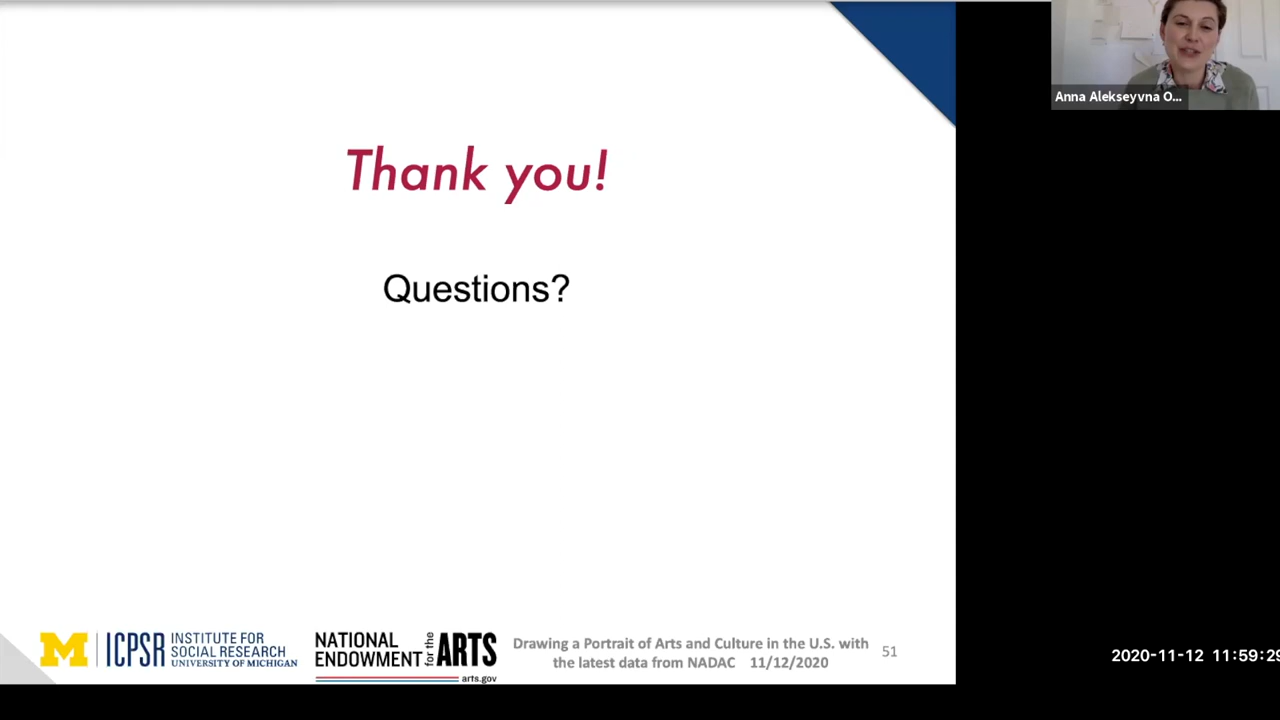 Anna Alekseyvna O...
Thank you!
Questions?
M
ICPSR
INSTITUTE FOR
SOCIAL RESEARCH
UNIVERSITY OF MICHIGAN
NATIONAL
ENDOWMENT
for the
ARTS
arts.gov
Drawing a Portrait of Arts and Culture in the U.S. with
the latest data from NADAC 11/12/2020
51
2020-11-12 11:59:29